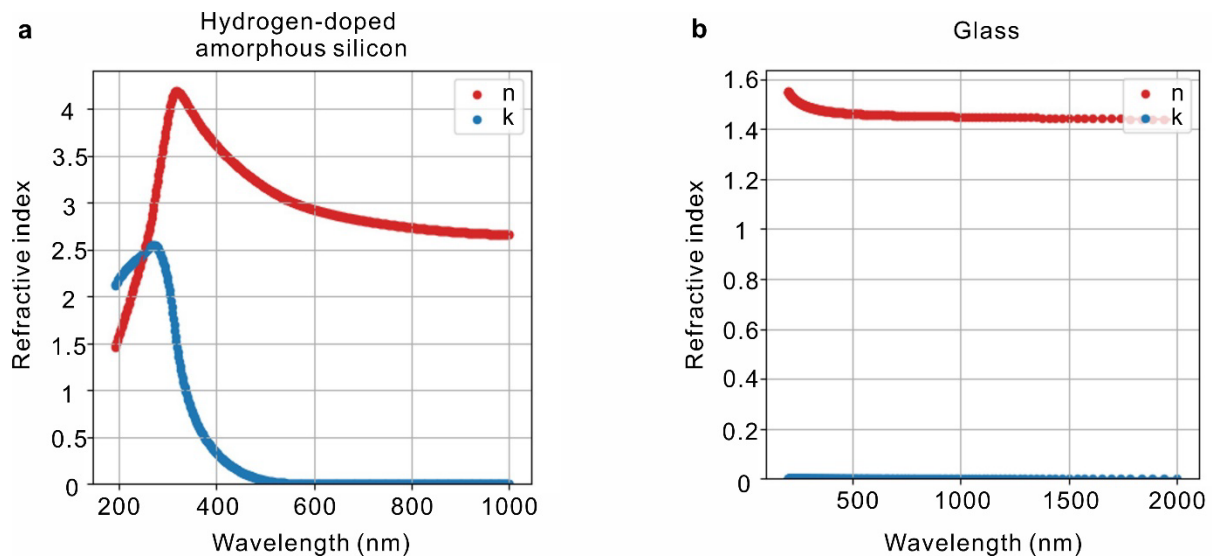 a
Hydrogen-doped
amorphous silicon
n
k
4
3.5
3
2.5
2
1.5
1
0.5
0
200
400
600
800
1000
Refractive index
Wavelength (nm)
b
Glass
n
k
1.6
1.4
1.2
1
0.8
0.6
0.4
0.2
0
500
1000
1500
2000
Refractive index
Wavelength (nm)